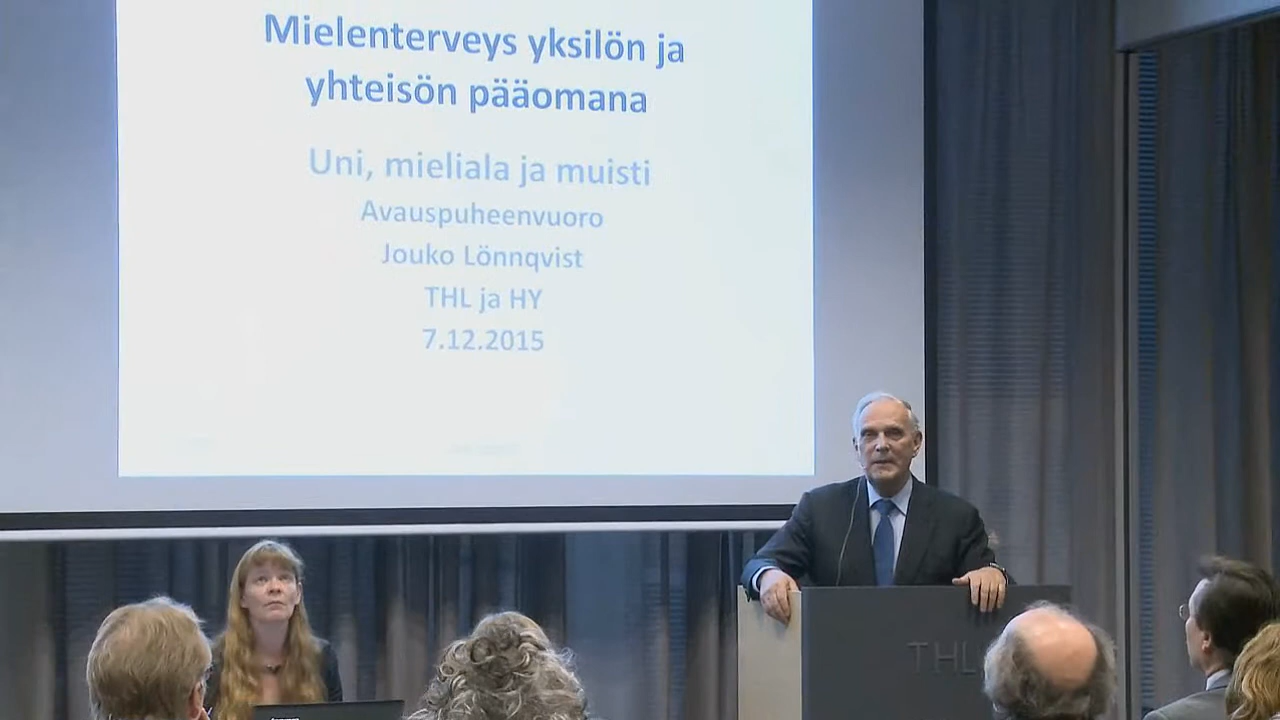 Mielenterveys yksilön ja
yhteisön pääomana
Uni, mieliala ja muisti
Avauspuheenvuoro
Jouko Lönnqvist
THL ja HY
7.12.2015
THL